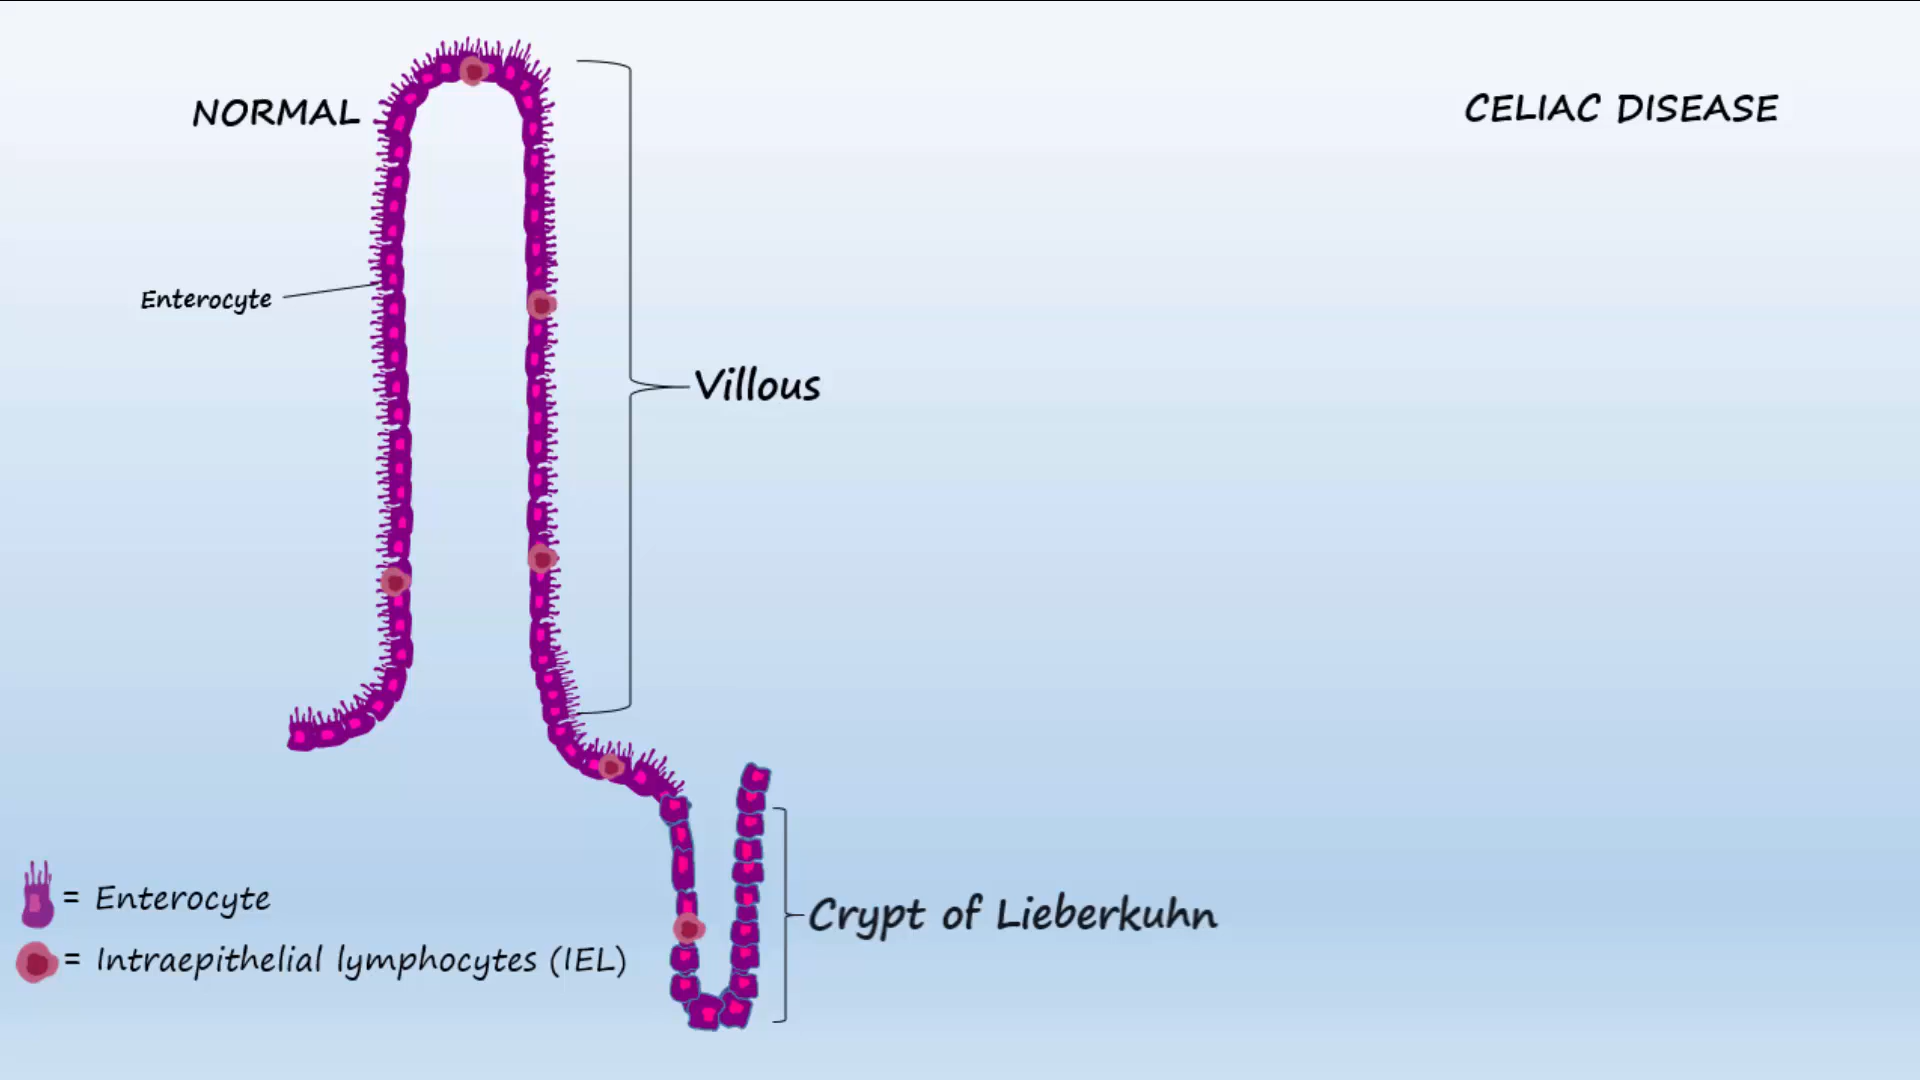 NORMAL
CELIAC DISEASE
Enterocyte
Villous
= Enterocyte
Crypt of Lieberkuhn
= Intraepithelial lymphocytes (IEL)